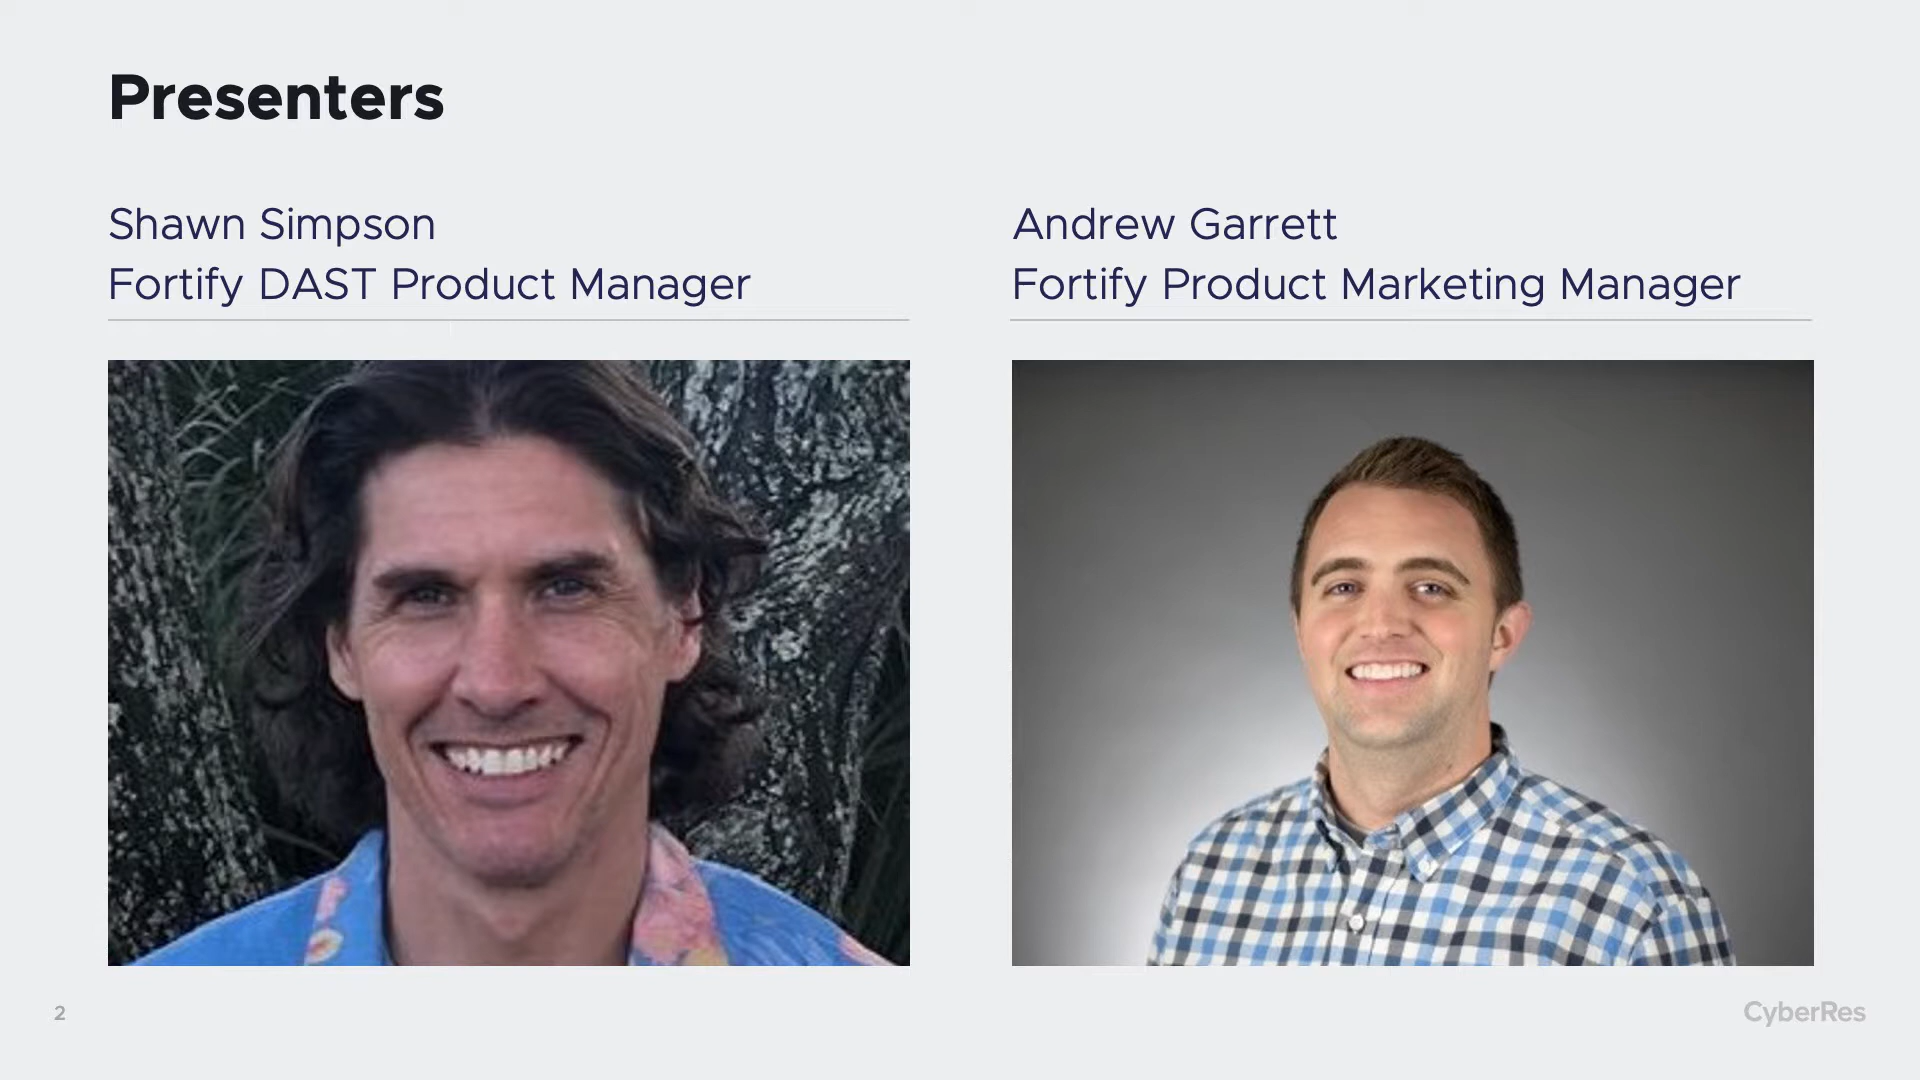 Presenters
Shawn Simpson
Fortify DAST Product Manager
Andrew Garrett
Fortify Product Marketing Manager
2
CyberRes